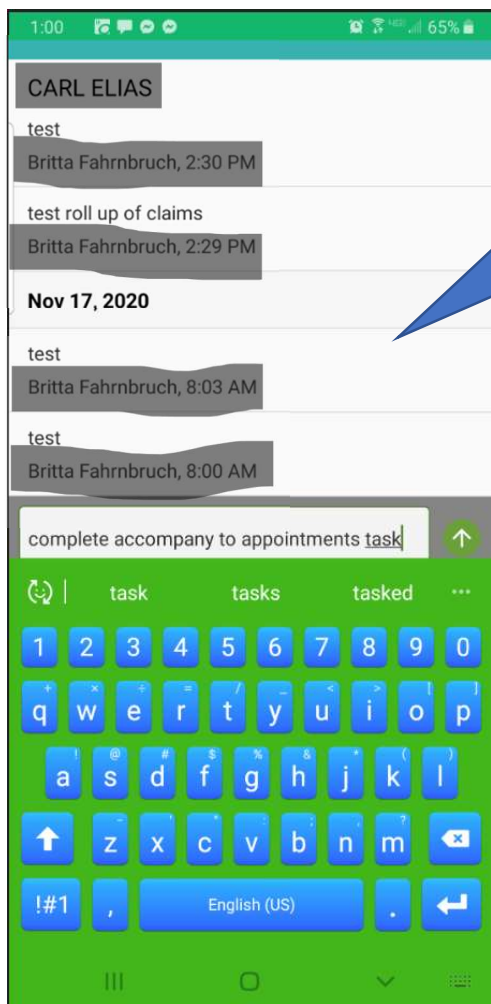 1:00 65%
CARL ELIAS
test
Britta Fahrnbruch, 2:30 PM
test roll up of claims
Britta Fahrnbruch, 2:29 PM
Nov 17, 2020
test
Britta Fahrnbruch, 8:03 AM
test
Britta Fahrnbruch, 8:00 AM
complete accompany to appointments task
task tasks tasked ...
1 2 3 4 5 6 7 8 9 0
+ × ÷ = / _ < > [ ]
q w e r t y u i o p
! @ # $ % & * ( )
a s d f g h j k l
z x c v b n m
!#1 , English (US) .